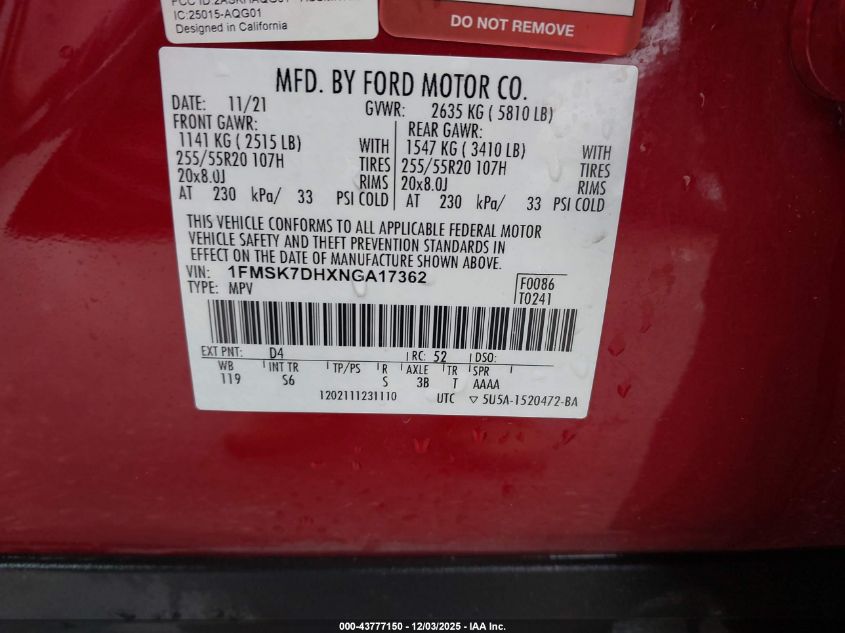 IC:25015-AQG01
Designed in California
DO NOT REMOVE
MFD. BY FORD MOTOR CO.
DATE: 11/21 GVWR: 2635 KG ( 5810 LB)
FRONT GAWR: REAR GAWR:
1141 KG ( 2515 LB) WITH 1547 KG ( 3410 LB) WITH
255/55R20 107H TIRES 255/55R20 107H TIRES
20x8.0J RIMS 20x8.0J RIMS
AT 230 kPa/ 33 PSI COLD AT 230 kPa/ 33 PSI COLD
THIS VEHICLE CONFORMS TO ALL APPLICABLE FEDERAL MOTOR
VEHICLE SAFETY AND THEFT PREVENTION STANDARDS IN
EFFECT ON THE DATE OF MANUFACTURE SHOWN ABOVE.
VIN: 1FMSK7DHXNGA17362
TYPE: MPV
F0086
T0241
EXT PNT: D4 RC: 52 DSO:
WB INT TR TP/PS R AXLE TR SPR
119 S6 S 3B T AAAA
1202111231110 UTC ▽ 5U5A-1520472-BA
000-43777150 - 12/03/2025 - IAA Inc.